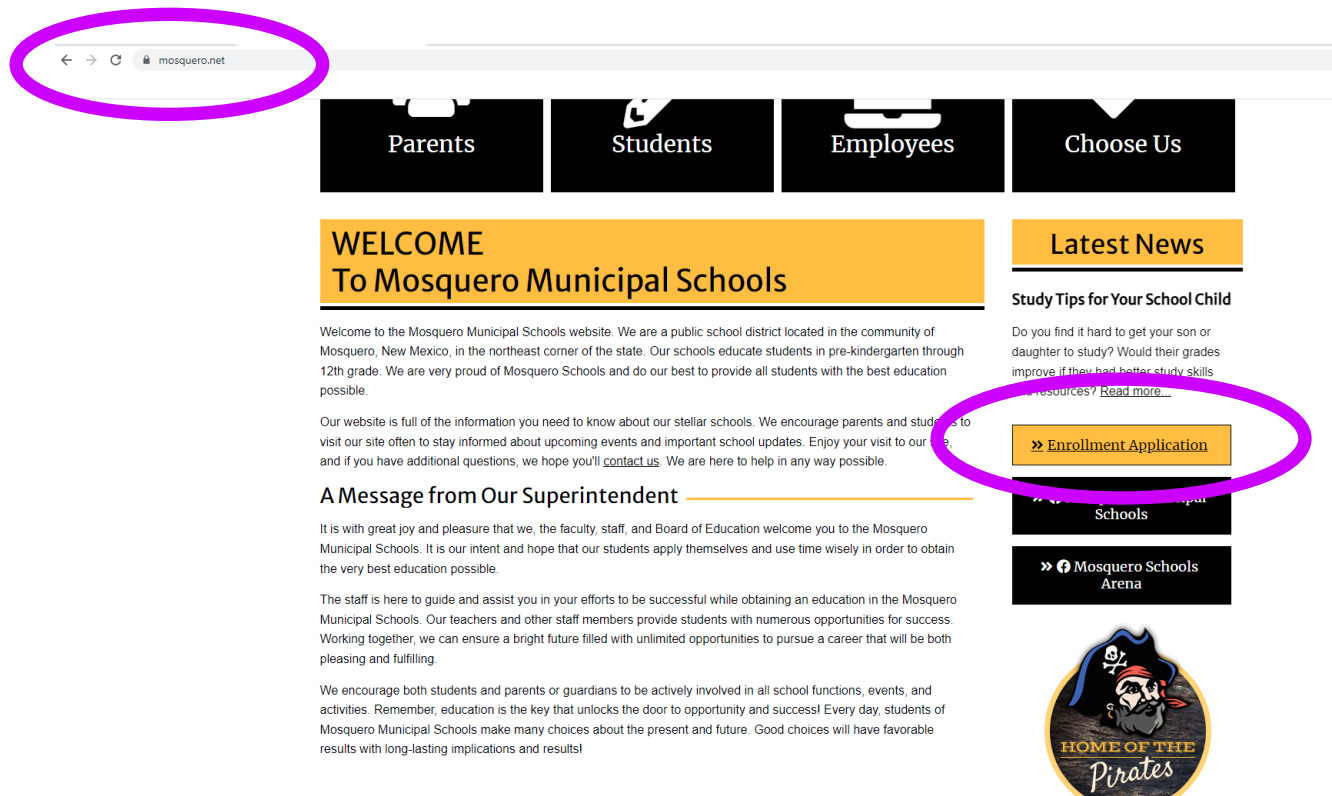 mosquero.net
Parents
Students
Employees
Choose Us
WELCOME
To Mosquero Municipal Schools
Welcome to the Mosquero Municipal Schools website. We are a public school district located in the community of
Mosquero, New Mexico, in the northeast corner of the state. Our schools educate students in pre-kindergarten through
12th grade. We are very proud of Mosquero Schools and do our best to provide all students with the best education
possible.
Our website is full of the information you need to know about our stellar schools. We encourage parents and students to
visit our site often to stay informed about upcoming events and important school updates. Enjoy your visit to our site,
and if you have additional questions, we hope you'll contact us. We are here to help in any way possible.
A Message from Our Superintendent
It is with great joy and pleasure that we, the faculty, staff, and Board of Education welcome you to the Mosquero
Municipal Schools. It is our intent and hope that our students apply themselves and use time wisely in order to obtain
the very best education possible.
The staff is here to guide and assist you in your efforts to be successful while obtaining an education in the Mosquero
Municipal Schools. Our teachers and other staff members provide students with numerous opportunities for success.
Working together, we can ensure a bright future filled with unlimited opportunities to pursue a career that will be both
pleasing and fulfilling.
We encourage both students and parents or guardians to be actively involved in all school functions, events, and
activities. Remember, education is the key that unlocks the door to opportunity and success! Every day, students of
Mosquero Municipal Schools make many choices about the present and future. Good choices will have favorable
results with long-lasting implications and results!
Latest News
Study Tips for Your School Child
Do you find it hard to get your son or
daughter to study? Would their grades
improve if they had better study skills
resources? Read more...
» Enrollment Application
Schools
» Mosquero Schools
Arena
HOME OF THE
Pirates